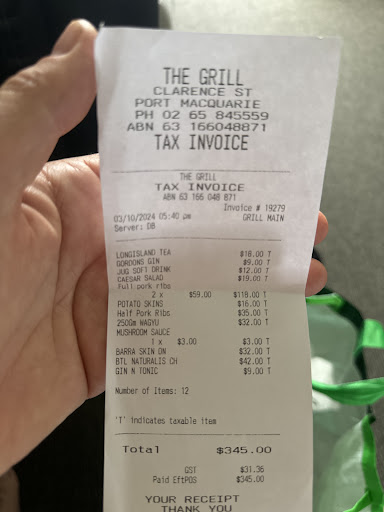 THE GRILL
CLARENCE ST
PORT MACQUARIE
PH 02 65 845559
ABN 63 166048871
TAX INVOICE
THE GRILL
TAX INVOICE
ABN 63 166 048 871
Invoice # 19279
03/10/2024 05:40 pm GRILL MAIN
Server: DB
LONGISLAND TEA $18.00 T
GORDONS GIN $9.00 T
JUG SOFT DRINK $12.00 T
CAESAR SALAD $19.00 T
Full pork ribs
2 x $59.00 $118.00 T
POTATO SKINS $16.00 T
Half Pork Ribs $35.00 T
250Gm WAGYU $32.00 T
MUSHROOM SAUCE
1 x $3.00 $3.00 T
BARRA SKIN ON $32.00 T
BTL NATURALIS CH $42.00 T
GIN N TONIC $9.00 T
Number of Items: 12
'T' indicates taxable item
Total $345.00
GST $31.36
Paid EftPOS $345.00
YOUR RECEIPT
THANK YOU